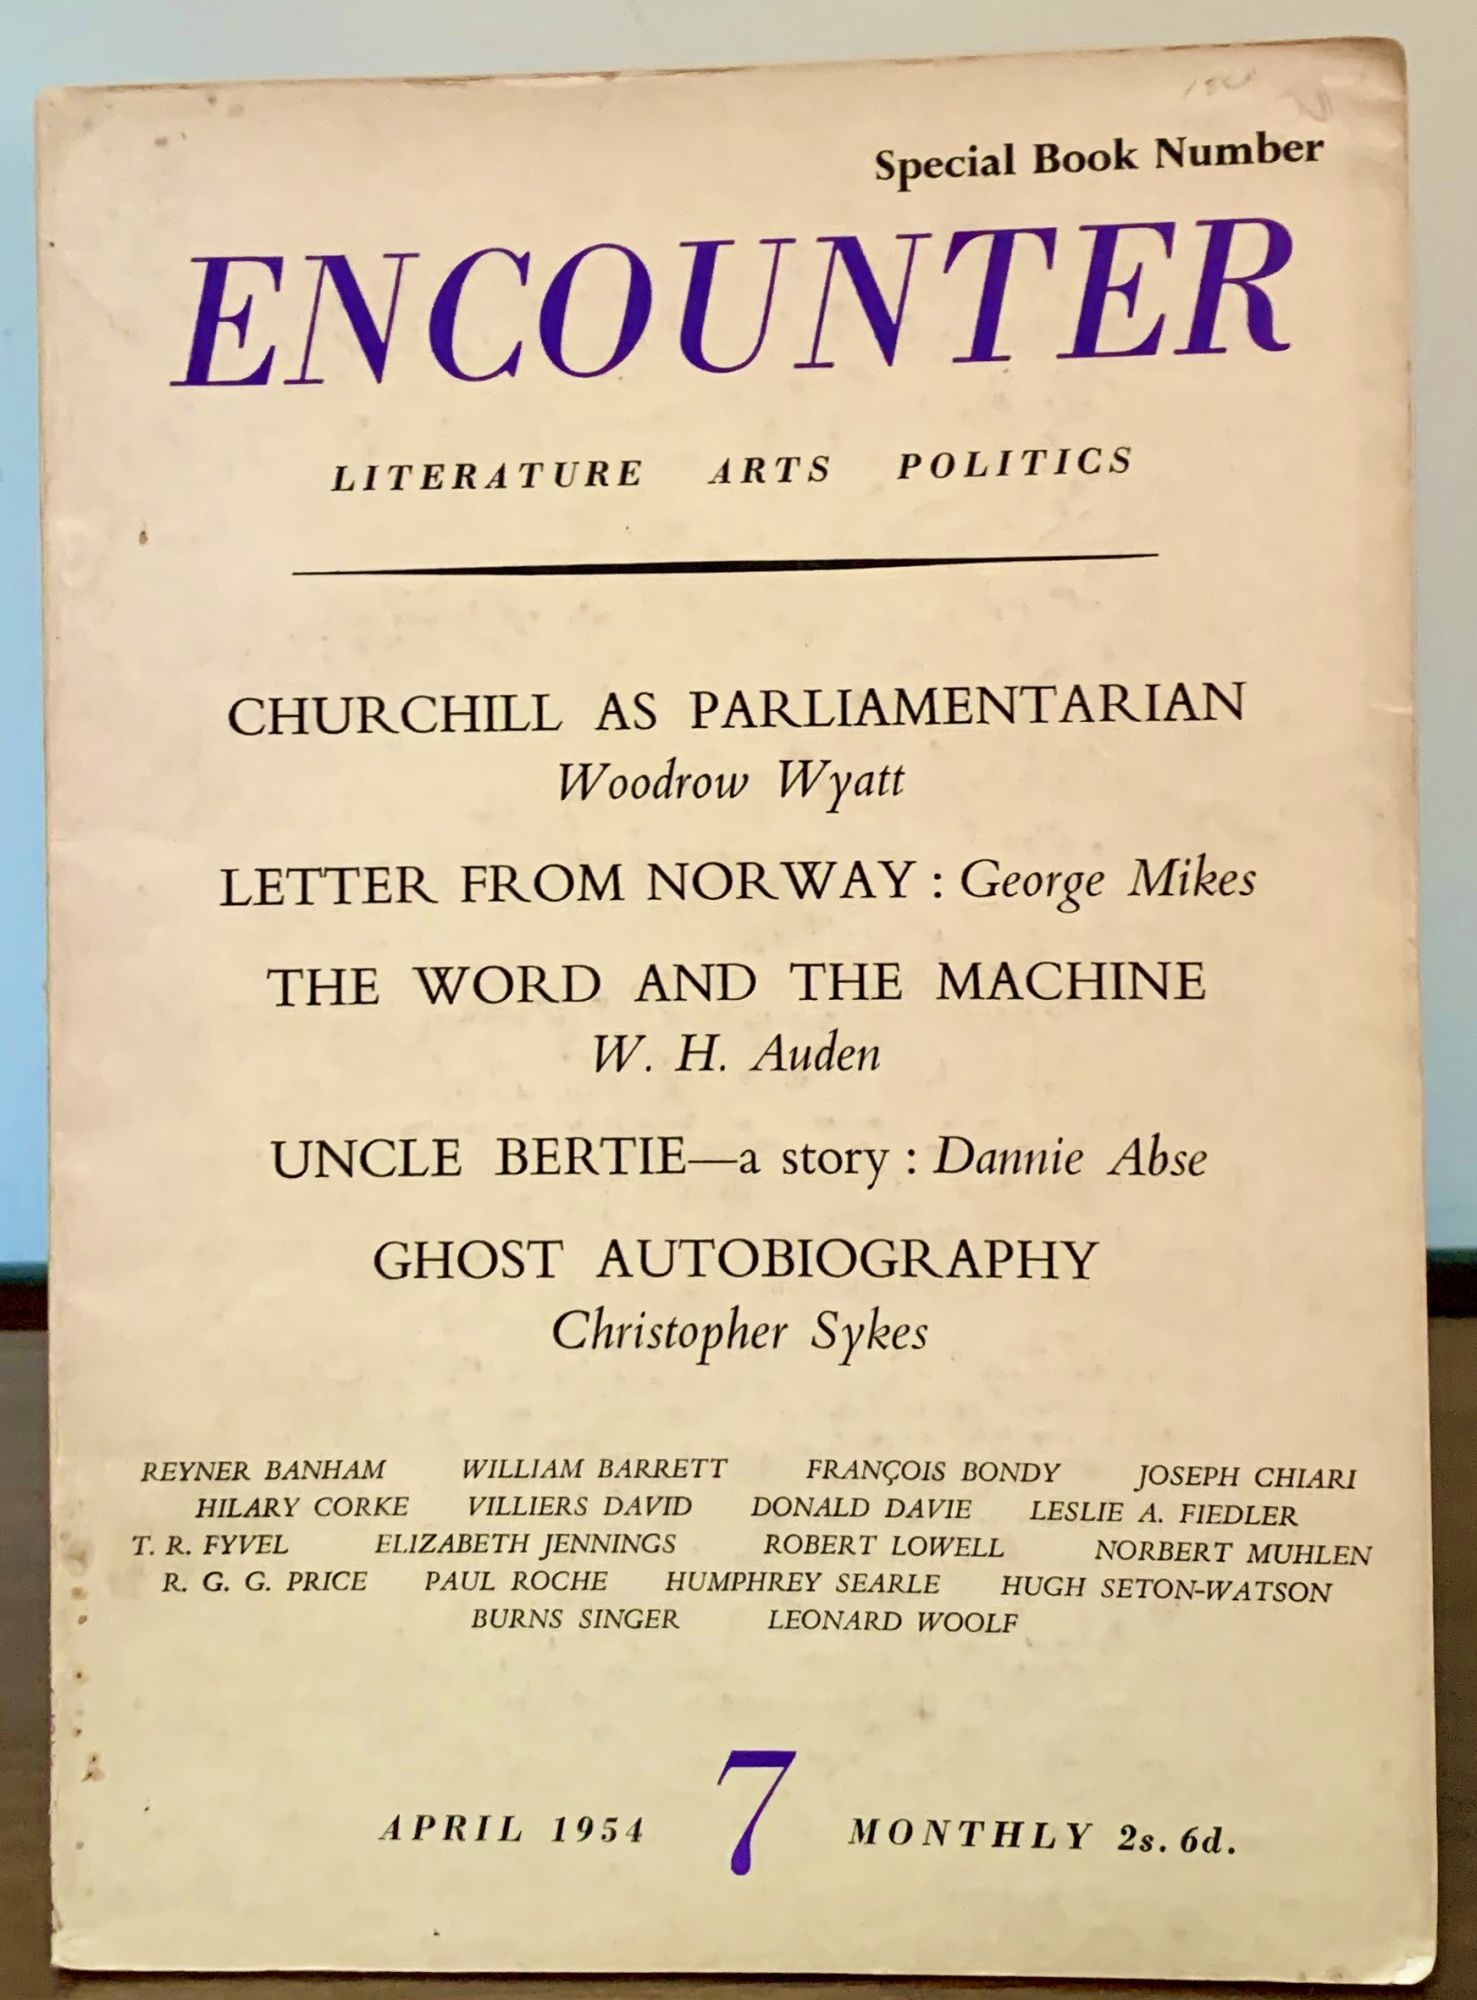 Special Book Number
ENCOUNTER
LITERATURE ARTS POLITICS
CHURCHILL AS PARLIAMENTARIAN
Woodrow Wyatt
LETTER FROM NORWAY : George Mikes
THE WORD AND THE MACHINE
W. H. Auden
UNCLE BERTIE—a story : Dannie Abse
GHOST AUTOBIOGRAPHY
Christopher Sykes
REYNER BANHAM WILLIAM BARRETT FRANÇOIS BONDY JOSEPH CHIARI
HILARY CORKE VILLIERS DAVID DONALD DAVIE LESLIE A. FIEDLER
T. R. FYVEL ELIZABETH JENNINGS ROBERT LOWELL NORBERT MUHLEN
R. G. G. PRICE PAUL ROCHE HUMPHREY SEARLE HUGH SETON-WATSON
BURNS SINGER LEONARD WOOLF
APRIL 1954 7 MONTHLY 2s. 6d.